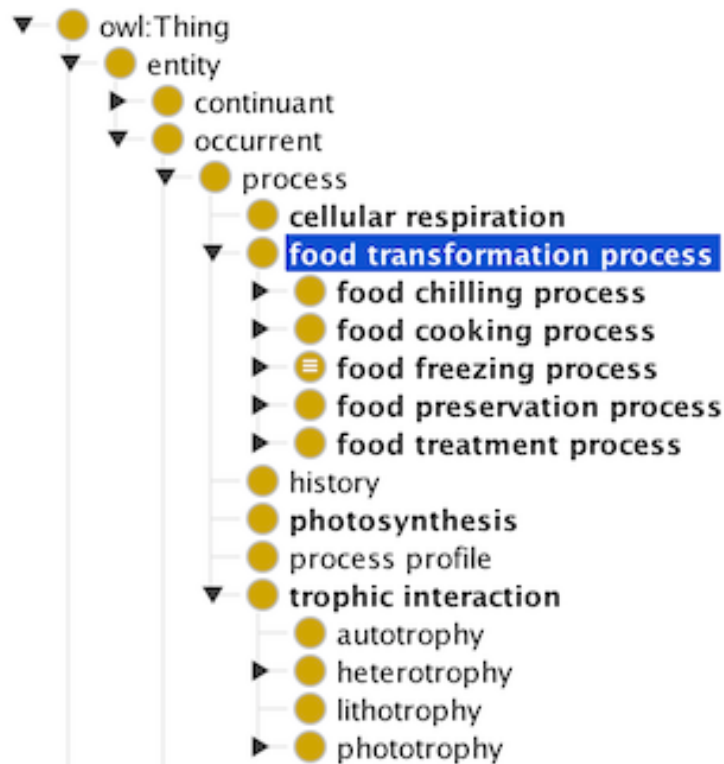 owl:Thing
entity
continuant
occurrent
process
cellular respiration
food transformation process
food chilling process
food cooking process
food freezing process
food preservation process
food treatment process
history
photosynthesis
process profile
trophic interaction
autotrophy
heterotrophy
lithotrophy
phototrophy